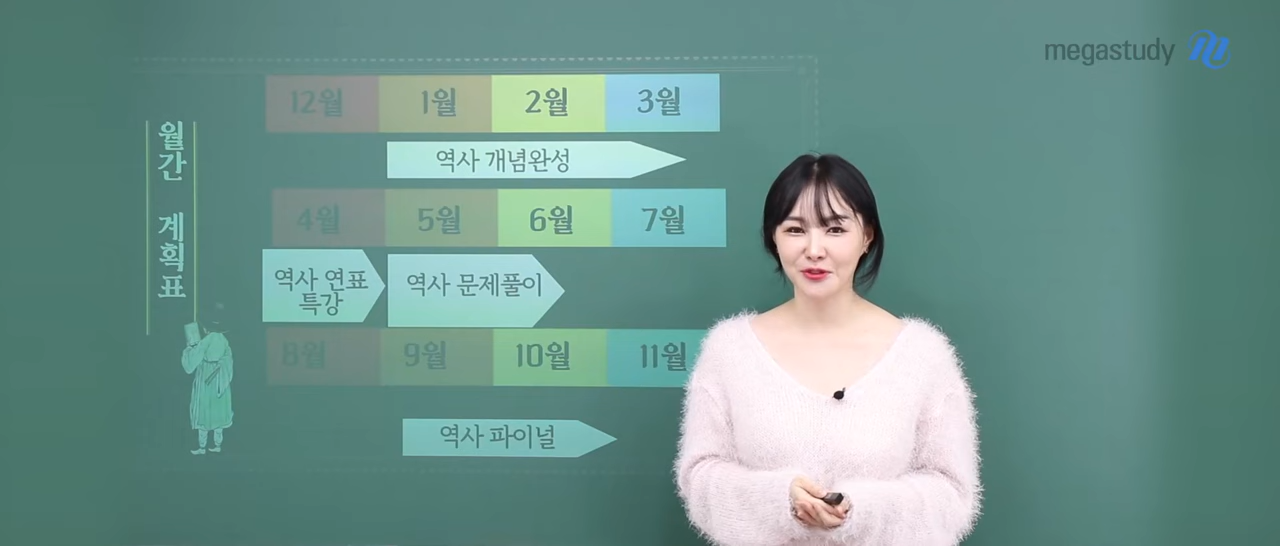 megastudy
월간 계획표
12월 1월 2월 3월
역사 개념완성
4월 5월 6월 7월
역사 연표
특강
역사 문제풀이
8월 9월 10월 11월
역사 파이널